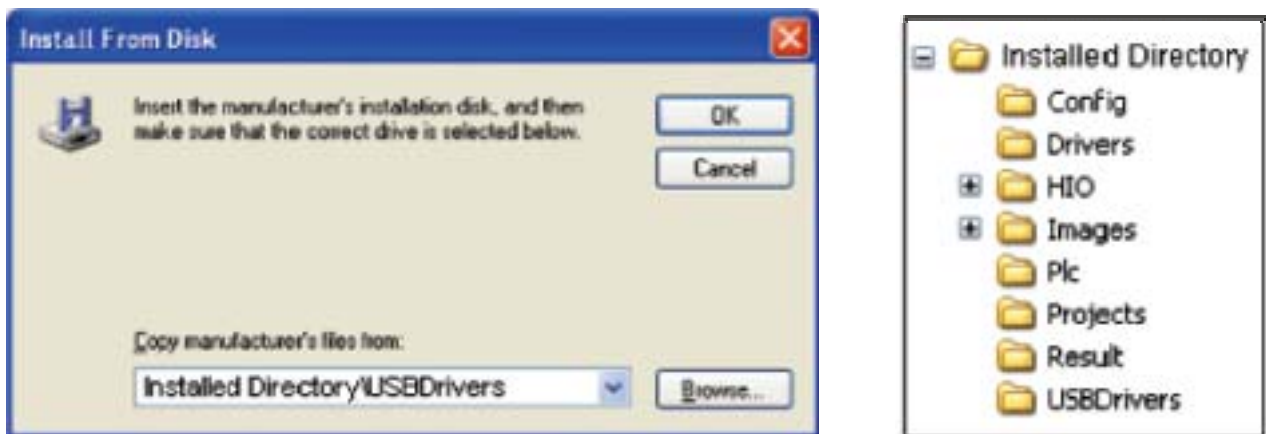 Install From Disk
Insert the manufacturer's installation disk, and then
make sure that the correct drive is selected below.
OK
Cancel
Copy manufacturer's files from:
Installed Directory\USBDrivers
Browse...
Installed Directory
Config
Drivers
HIO
Images
Plc
Projects
Result
USBDrivers